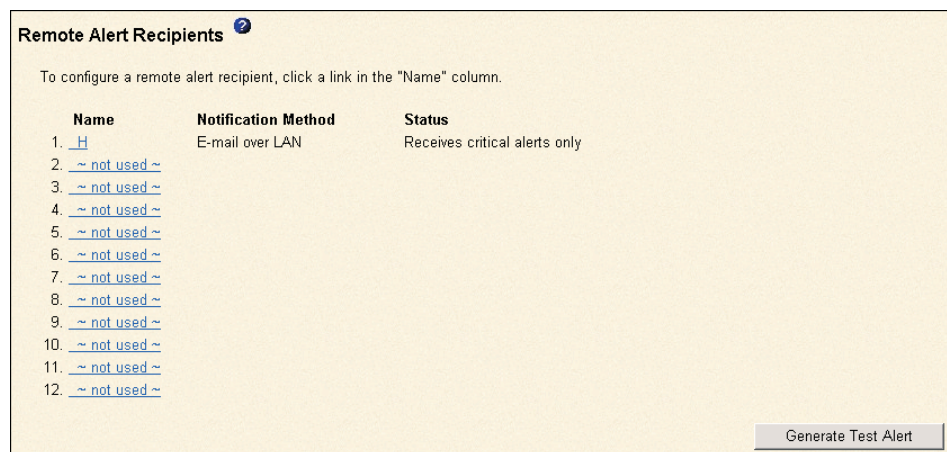 Remote Alert Recipients ?
To configure a remote alert recipient, click a link in the "Name" column.
Name Notification Method Status
1. H E-mail over LAN Receives critical alerts only
2. ~ not used ~
3. ~ not used ~
4. ~ not used ~
5. ~ not used ~
6. ~ not used ~
7. ~ not used ~
8. ~ not used ~
9. ~ not used ~
10. ~ not used ~
11. ~ not used ~
12. ~ not used ~
Generate Test Alert